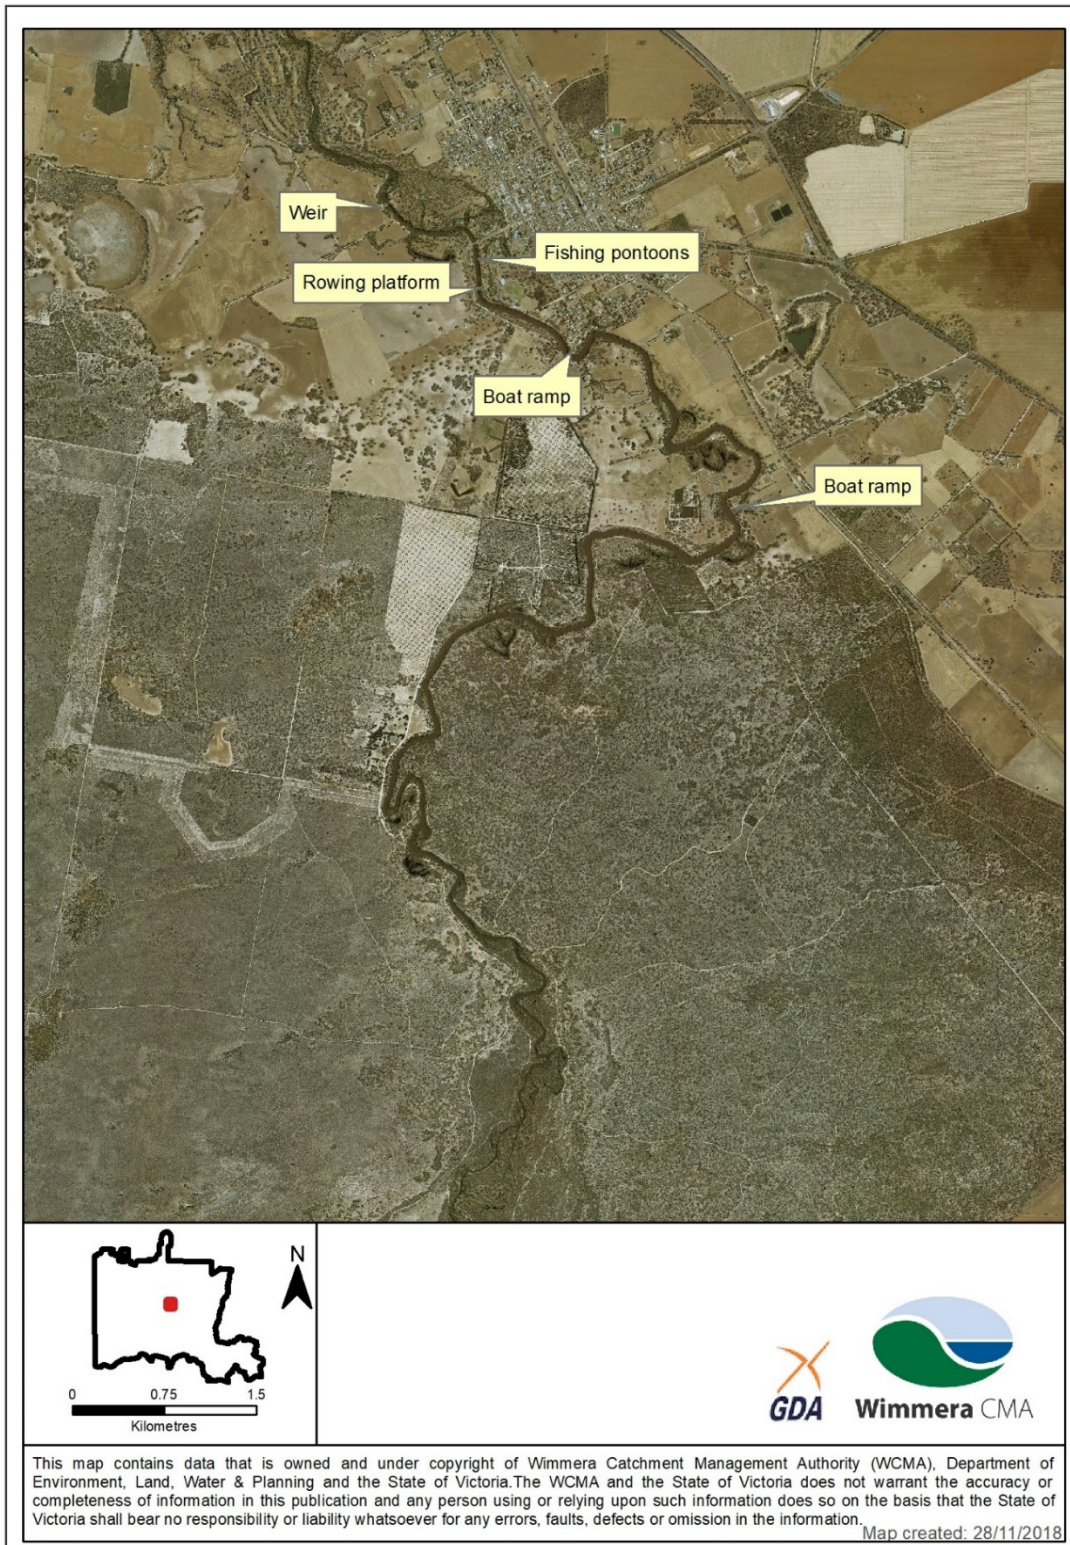 Weir
Fishing pontoons
Rowing platform
Boat ramp
Boat ramp
N
0 0.75 1.5
Kilometres
GDA
Wimmera CMA
This map contains data that is owned and under copyright of Wimmera Catchment Management Authority (WCMA), Department of
Environment, Land, Water & Planning and the State of Victoria.The WCMA and the State of Victoria does not warrant the accuracy or
completeness of information in this publication and any person using or relying upon such information does so on the basis that the State of
Victoria shall bear no responsibility or liability whatsoever for any errors, faults, defects or omission in the information.
Map created: 28/11/2018